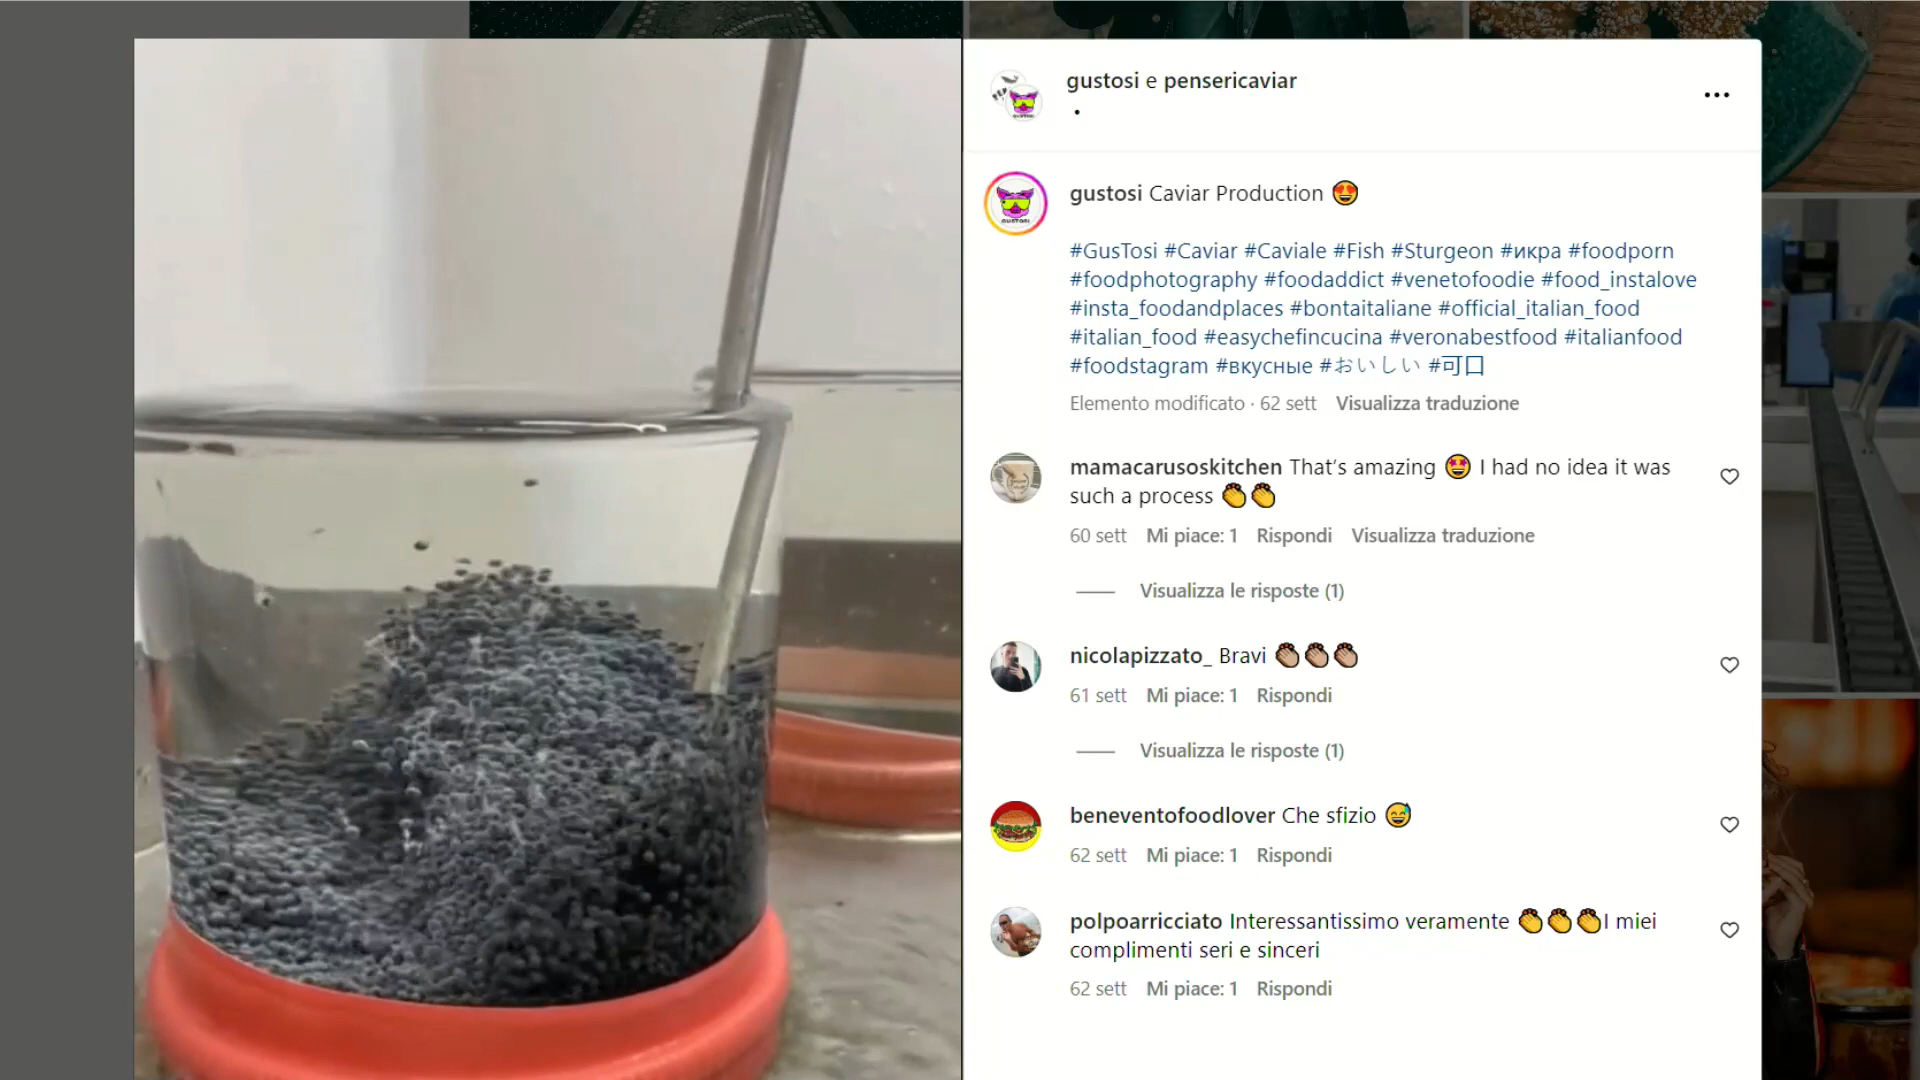 gustosi e pensericaviar
•
gustosi Caviar Production 😍
#GusTosi #Caviar #Caviale #Fish #Sturgeon #икра #foodporn
#foodphotography #foodaddict #venetofoodie #food_instalove
#insta_foodandplaces #bontaitaliane #official_italian_food
#italian_food #easychefincucina #veronabestfood #italianfood
#foodstagram #вкусные #おいしい #可口
Elemento modificato · 62 sett Visualizza traduzione
mamacarusoskitchen That's amazing 🤩 I had no idea it was
such a process 👏👏
60 sett Mi piace: 1 Rispondi Visualizza traduzione
Visualizza le risposte (1)
nicolapizzato_ Bravi 👏🏼👏🏼👏🏼
61 sett Mi piace: 1 Rispondi
Visualizza le risposte (1)
beneventofoodlover Che sfizio 😅
62 sett Mi piace: 1 Rispondi
polpoarricciato Interessantissimo veramente 👏👏👏I miei
complimenti seri e sinceri
62 sett Mi piace: 1 Rispondi